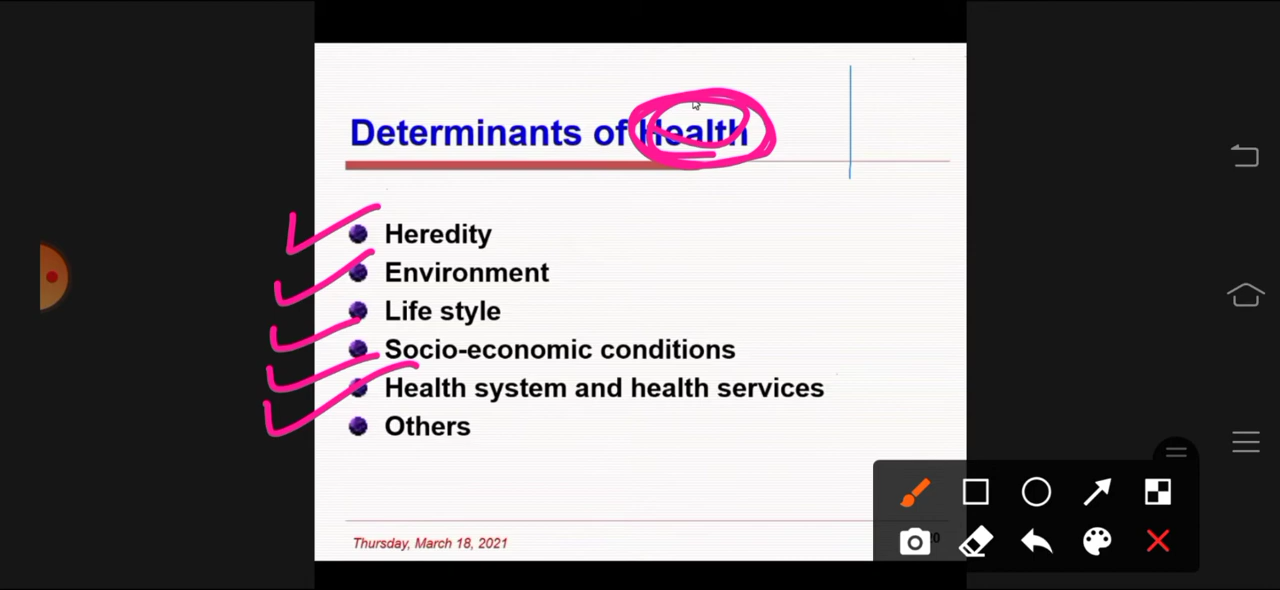 Determinants of Health
Heredity
Environment
Life style
Socio-economic conditions
Health system and health services
Others
Thursday, March 18, 2021